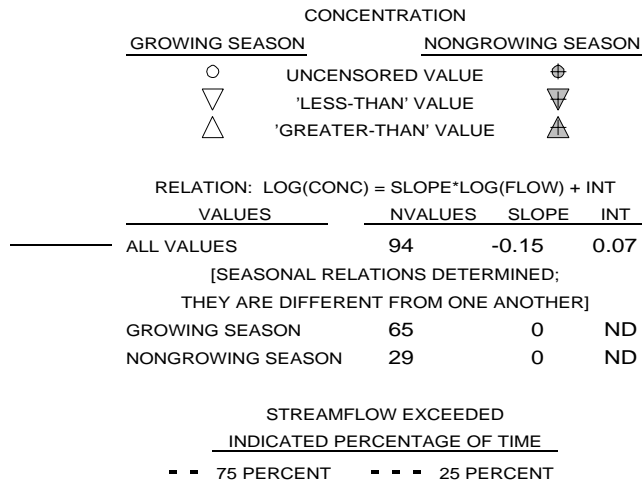 CONCENTRATION
GROWING SEASON NONGROWING SEASON
UNCENSORED VALUE
'LESS-THAN' VALUE
'GREATER-THAN' VALUE
RELATION: LOG(CONC) = SLOPE*LOG(FLOW) + INT
VALUES NVALUES SLOPE INT
ALL VALUES 94 -0.15 0.07
[SEASONAL RELATIONS DETERMINED;
THEY ARE DIFFERENT FROM ONE ANOTHER]
GROWING SEASON 65 0 ND
NONGROWING SEASON 29 0 ND
STREAMFLOW EXCEEDED
INDICATED PERCENTAGE OF TIME
75 PERCENT 25 PERCENT